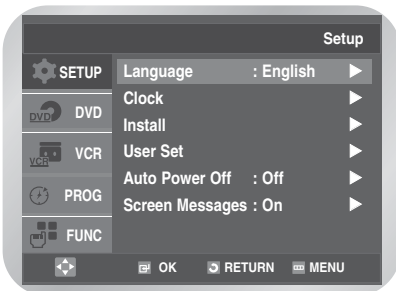 Setup
SETUP
DVD
DVD
VCR
VCR
PROG
FUNC
Language : English
Clock
Install
User Set
Auto Power Off : Off
Screen Messages : On
OK RETURN MENU